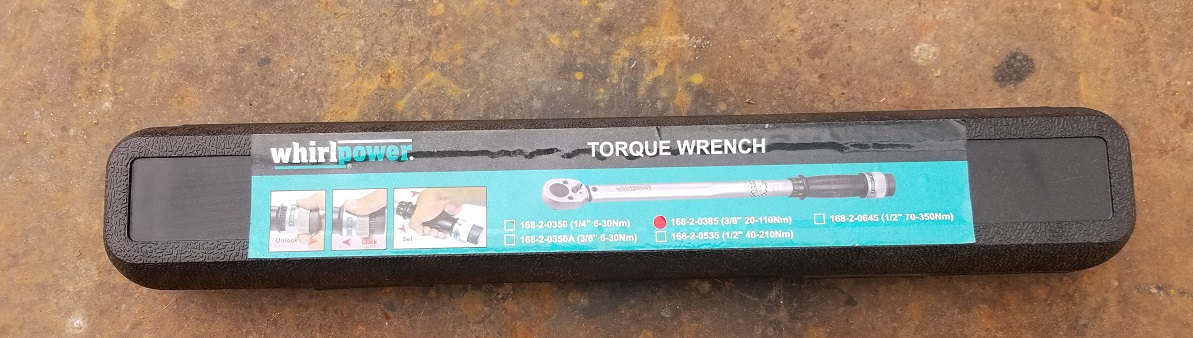 whirlpower.
®
TORQUE WRENCH
whirlpower
Unlock
Lock
Set
168-2-0350 (1/4" 6-30Nm)
168-2-0385 (3/8" 20-110Nm)
168-2-0645 (1/2" 70-350Nm)
168-2-0350A (3/8" 6-30Nm)
168-2-0535 (1/2" 40-210Nm)